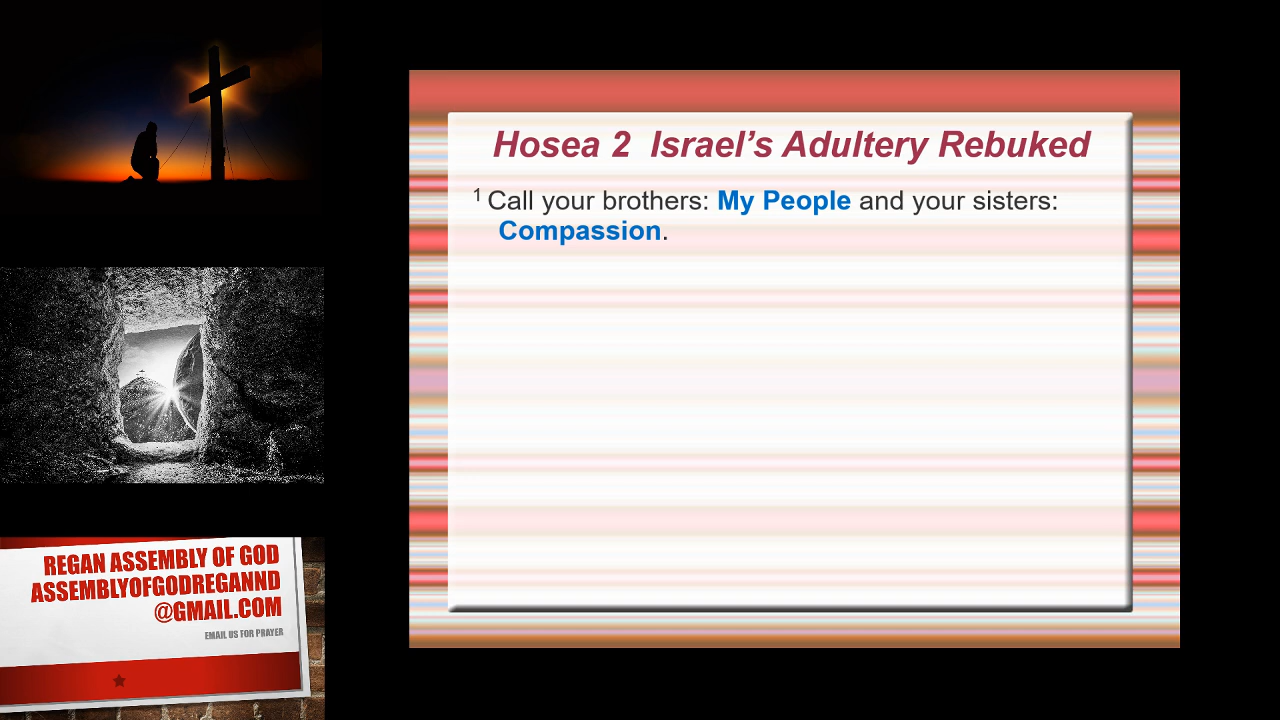 Hosea 2 Israel's Adultery Rebuked
1 Call your brothers: My People and your sisters:
Compassion.
REGAN ASSEMBLY OF GOD
ASSEMBLYOFGODREGANND
@GMAIL.COM
EMAIL US FOR PRAYER